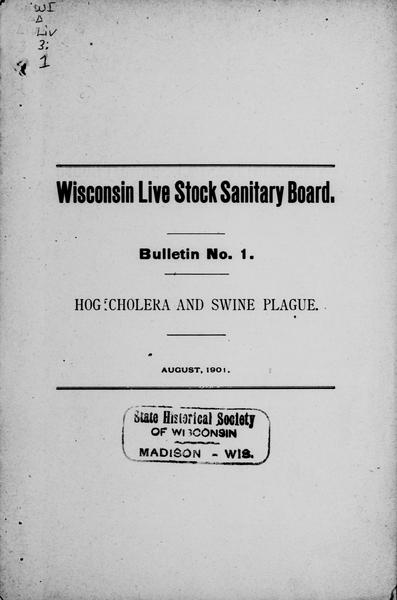 WI
A
Liv
3:
1
Wisconsin Live Stock Sanitary Board.
Bulletin No. 1.
HOG CHOLERA AND SWINE PLAGUE.
AUGUST, 1901.
State Historical Society
OF WISCONSIN
MADISON - WIS.